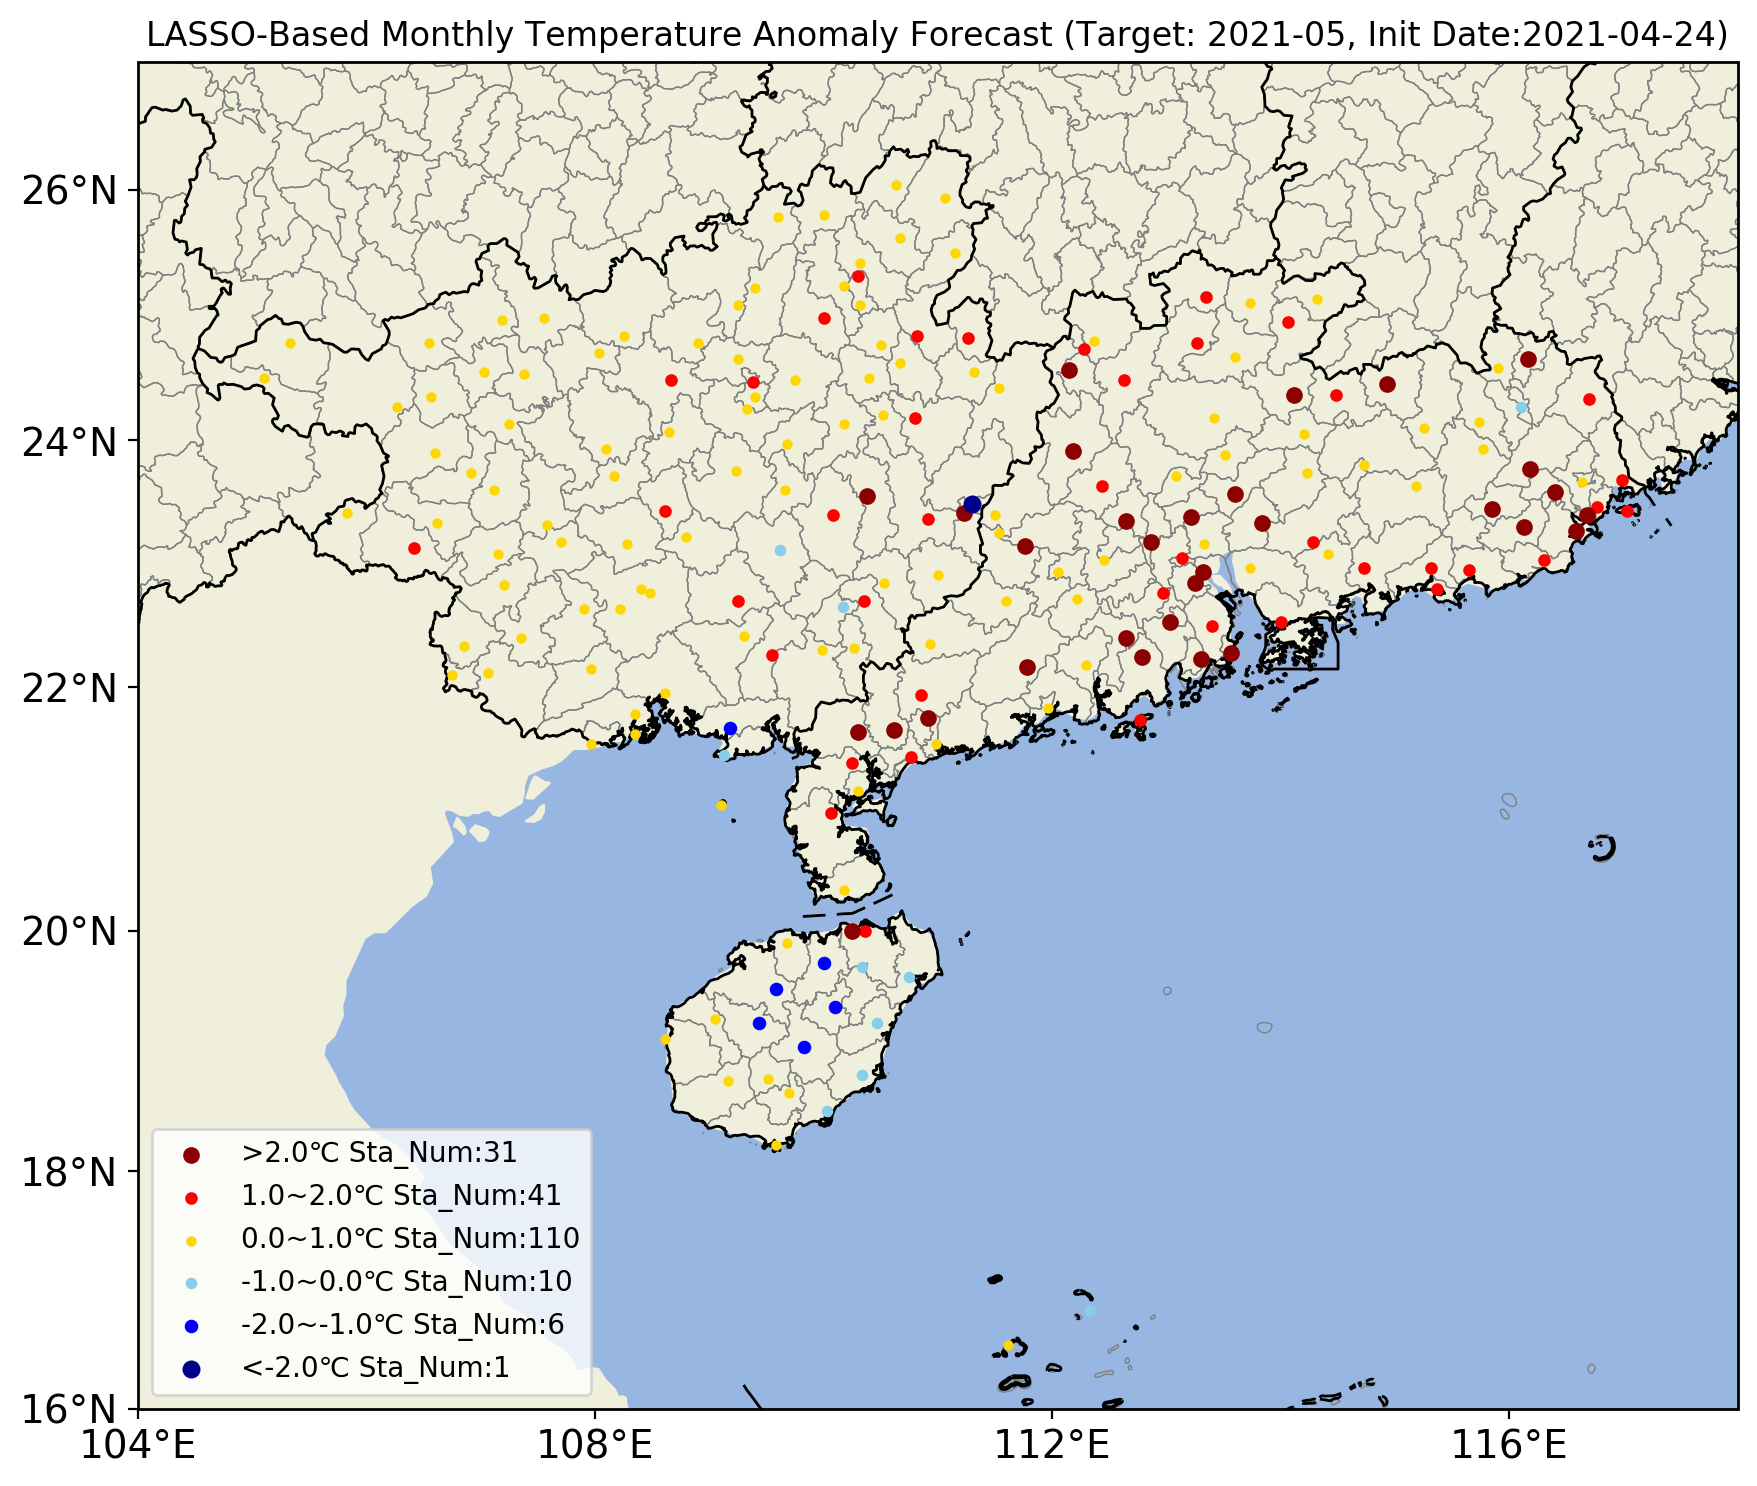 LASSO-Based Monthly Temperature Anomaly Forecast (Target: 2021-05, Init Date:2021-04-24)
26°N
24°N
22°N
20°N
18°N
16°N
>2.0℃ Sta_Num:31
1.0~2.0℃ Sta_Num:41
0.0~1.0℃ Sta_Num:110
-1.0~0.0℃ Sta_Num:10
-2.0~-1.0℃ Sta_Num:6
<-2.0℃ Sta_Num:1
104°E
108°E
112°E
116°E